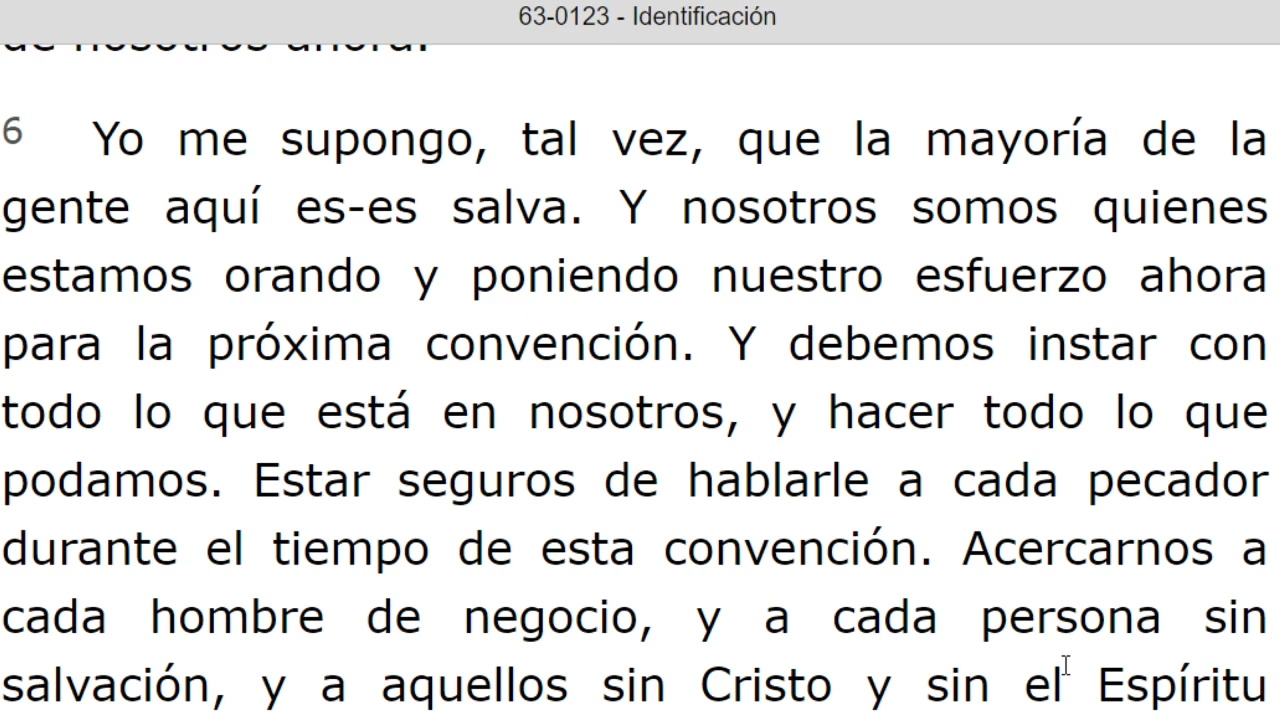 63-0123 - Identificación
de nosotros ahora.
6 Yo me supongo, tal vez, que la mayoría de la
gente aquí es-es salva. Y nosotros somos quienes
estamos orando y poniendo nuestro esfuerzo ahora
para la próxima convención. Y debemos instar con
todo lo que está en nosotros, y hacer todo lo que
podamos. Estar seguros de hablarle a cada pecador
durante el tiempo de esta convención. Acercarnos a
cada hombre de negocio, y a cada persona sin
salvación, y a aquellos sin Cristo y sin el Espíritu